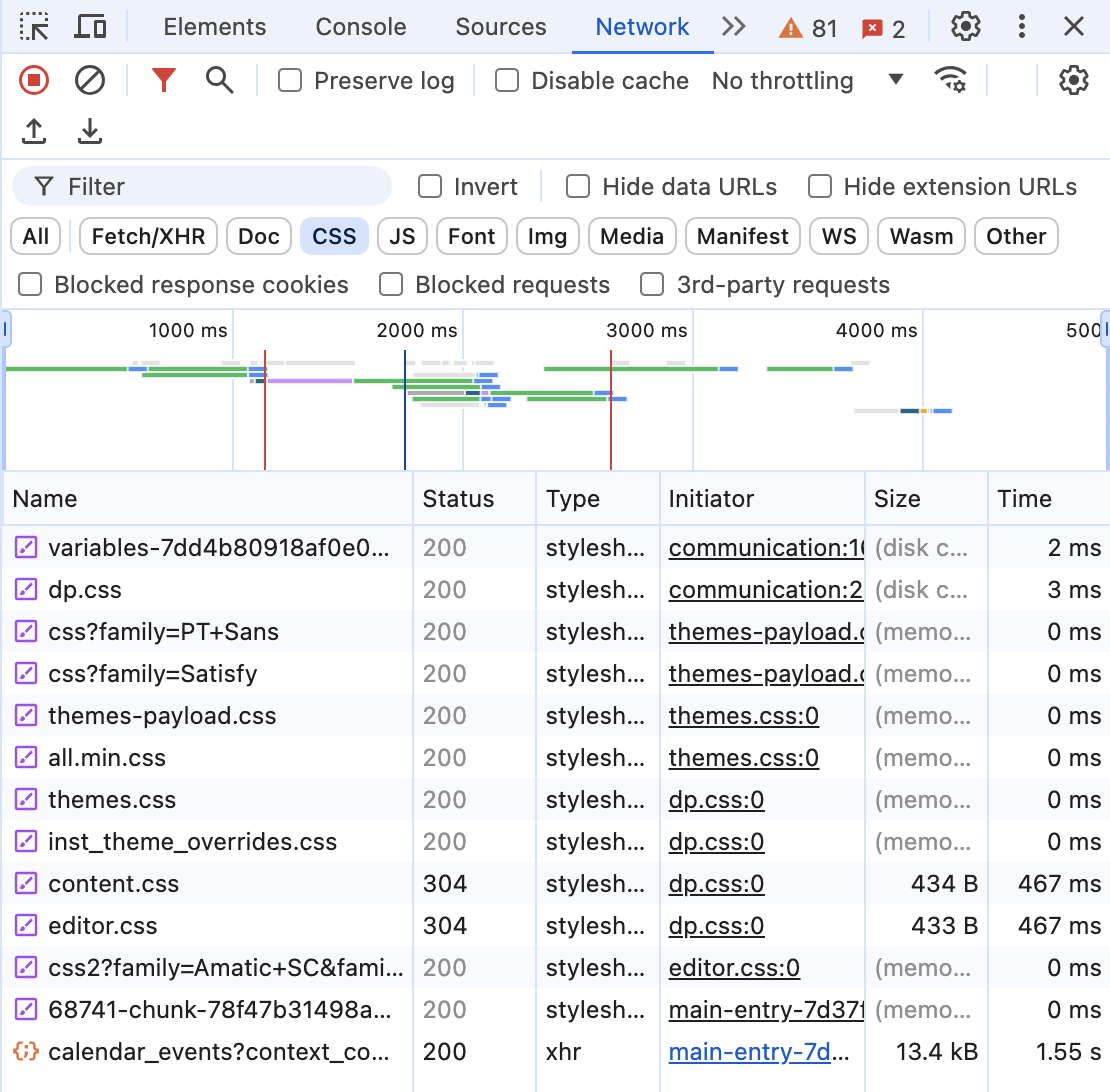 Elements Console Sources Network 81 2
Preserve log Disable cache No throttling
Filter Invert Hide data URLs Hide extension URLs
All Fetch/XHR Doc CSS JS Font Img Media Manifest WS Wasm Other
Blocked response cookies Blocked requests 3rd-party requests
1000 ms 2000 ms 3000 ms 4000 ms 500
Name Status Type Initiator Size Time
variables-7dd4b80918af0e0... 200 stylesh... communication:10 (disk c... 2 ms
dp.css 200 stylesh... communication:2 (disk c... 3 ms
css?family=PT+Sans 200 stylesh... themes-payload.c (memo... 0 ms
css?family=Satisfy 200 stylesh... themes-payload.c (memo... 0 ms
themes-payload.css 200 stylesh... themes.css:0 (memo... 0 ms
all.min.css 200 stylesh... themes.css:0 (memo... 0 ms
themes.css 200 stylesh... dp.css:0 (memo... 0 ms
inst_theme_overrides.css 200 stylesh... dp.css:0 (memo... 0 ms
content.css 304 stylesh... dp.css:0 434 B 467 ms
editor.css 304 stylesh... dp.css:0 433 B 467 ms
css2?family=Amatic+SC&fami... 200 stylesh... editor.css:0 (memo... 0 ms
68741-chunk-78f47b31498a... 200 stylesh... main-entry-7d37f (memo... 0 ms
calendar_events?context_co... 200 xhr main-entry-7d... 13.4 kB 1.55 s